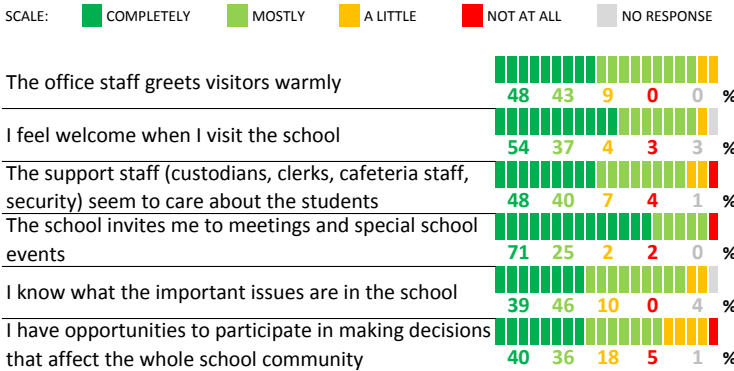 SCALE: COMPLETELY MOSTLY A LITTLE NOT AT ALL NO RESPONSE
The office staff greets visitors warmly
48 43 9 0 0 %
I feel welcome when I visit the school
54 37 4 3 3 %
The support staff (custodians, clerks, cafeteria staff,
security) seem to care about the students
48 40 7 4 1 %
The school invites me to meetings and special school
events
71 25 2 2 0 %
I know what the important issues are in the school
39 46 10 0 4 %
I have opportunities to participate in making decisions
that affect the whole school community
40 36 18 5 1 %